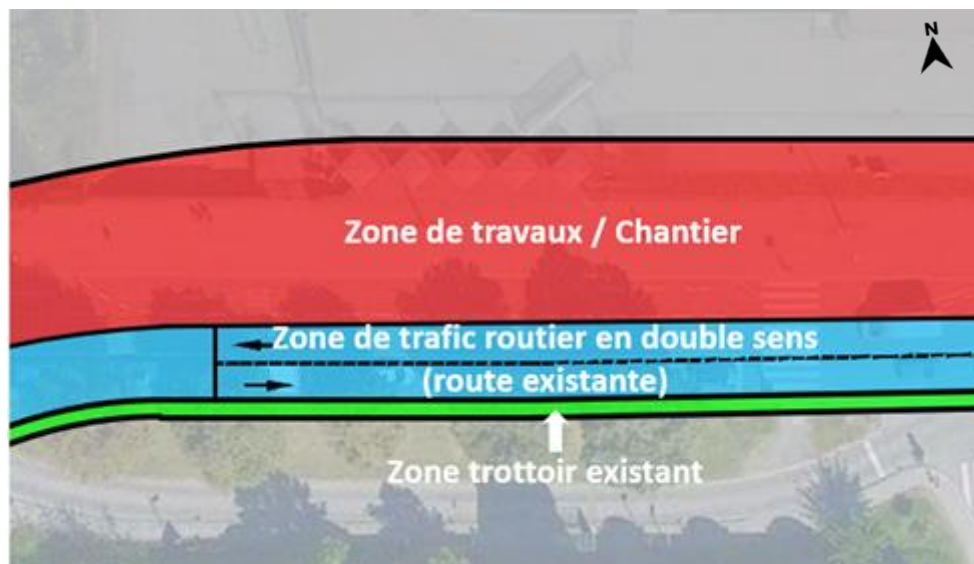 N
Zone de travaux / Chantier
Zone de trafic routier en double sens
(route existante)
Zone trottoir existant